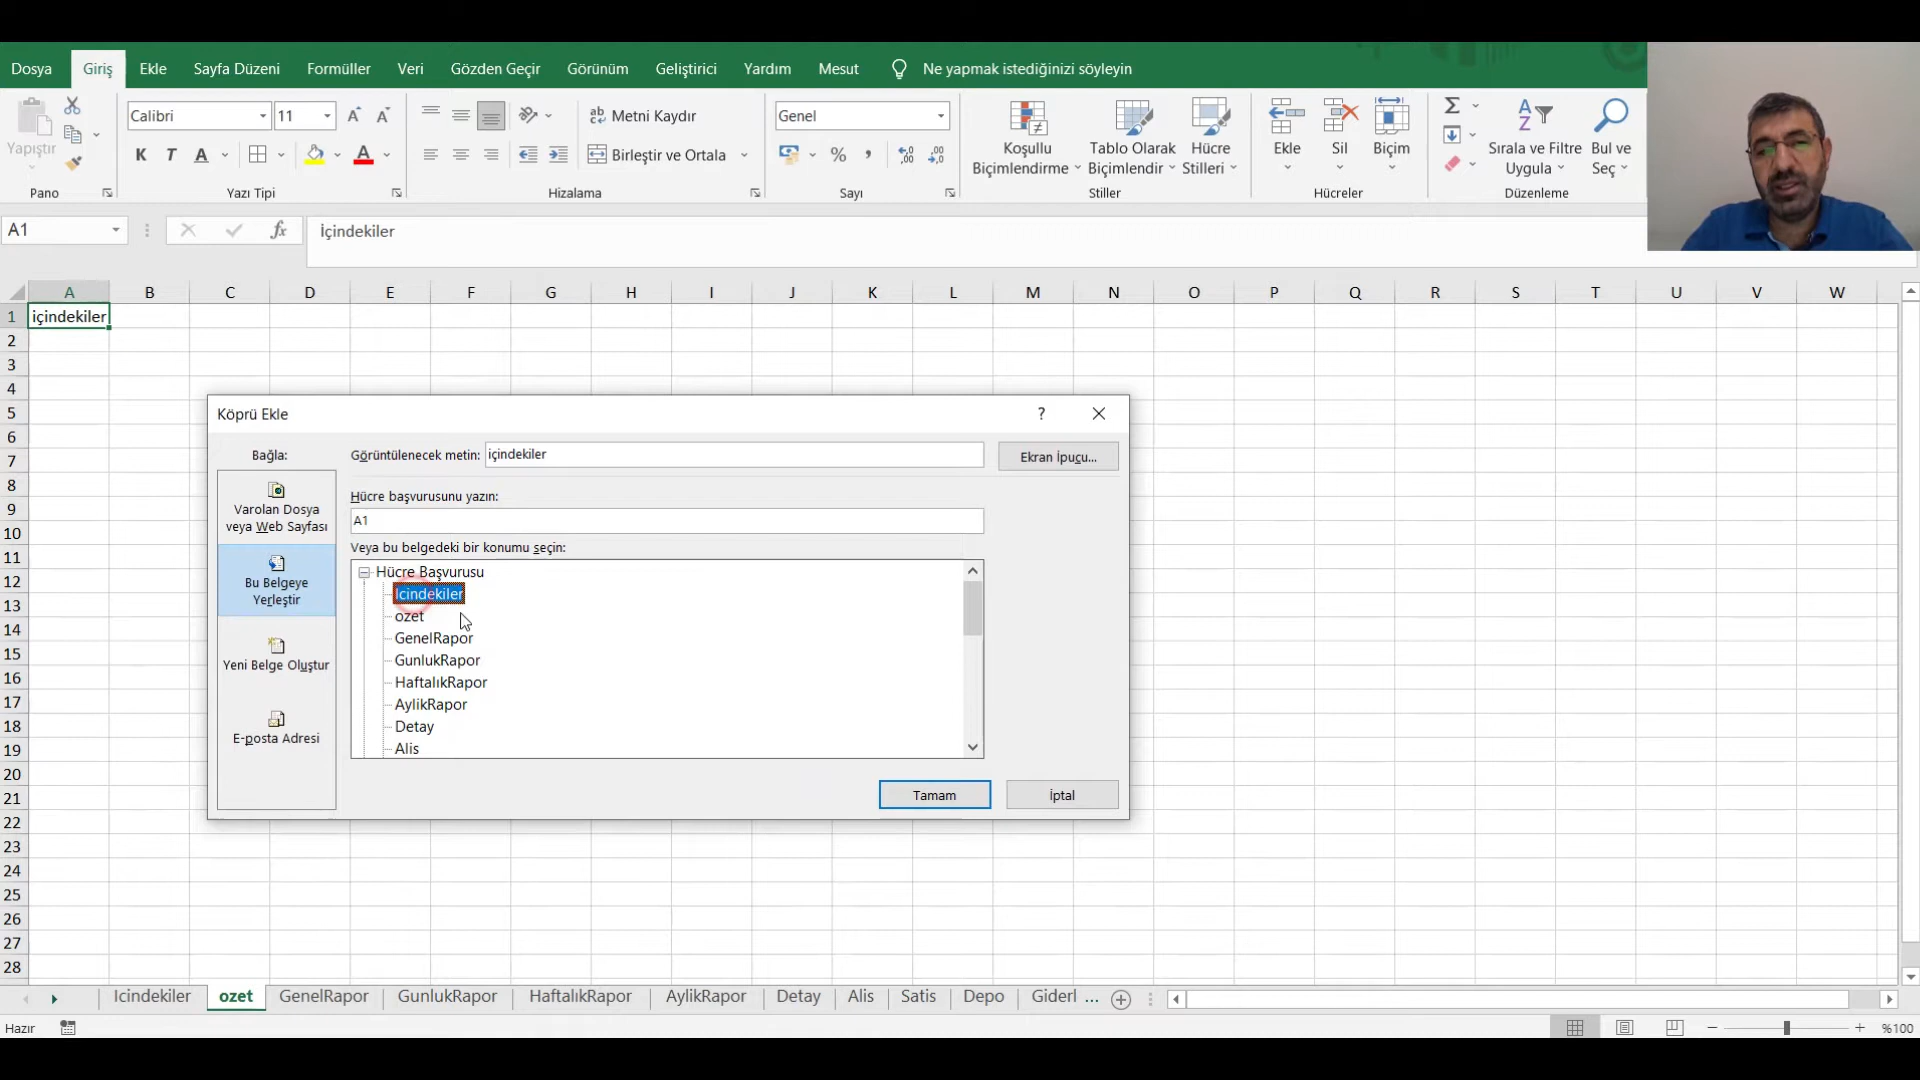 Dosya Giriş Ekle Sayfa Düzeni Formüller Veri Gözden Geçir Görünüm Geliştirici Yardım Mesut Ne yapmak istediğinizi söyleyin
Yapıştır
Calibri 11
K T A A
Metni Kaydır
Birleştir ve Ortala
Genel
%
Koşullu Biçimlendirme
Tablo Olarak Biçimlendir
Hücre Stilleri
Ekle Sil Biçim
Sırala ve Filtre Uygula
Bul ve Seç
Pano Yazı Tipi Hizalama Sayı Stiller Hücreler Düzenleme
A1 fx İçindekiler
A B C D E F G H I J K L M N O P Q R S T U V W
1 içindekiler
2
3
4
5
6
7
8
9
10
11
12
13
14
15
16
17
18
19
20
21
22
23
24
25
26
27
28
Köprü Ekle ?
Bağla:
Varolan Dosya veya Web Sayfası
Bu Belgeye Yerleştir
Yeni Belge Oluştur
E-posta Adresi
Görüntülenecek metin: içindekiler
Ekran İpucu...
Hücre başvurusunu yazın:
A1
Veya bu belgedeki bir konumu seçin:
Hücre Başvurusu
Icindekiler
ozet
GenelRapor
GunlukRapor
HaftalıkRapor
AylikRapor
Detay
Alis
Tamam İptal
Icindekiler ozet GenelRapor GunlukRapor HaftalıkRapor AylikRapor Detay Alis Satis Depo Giderl ...
Hazır %100